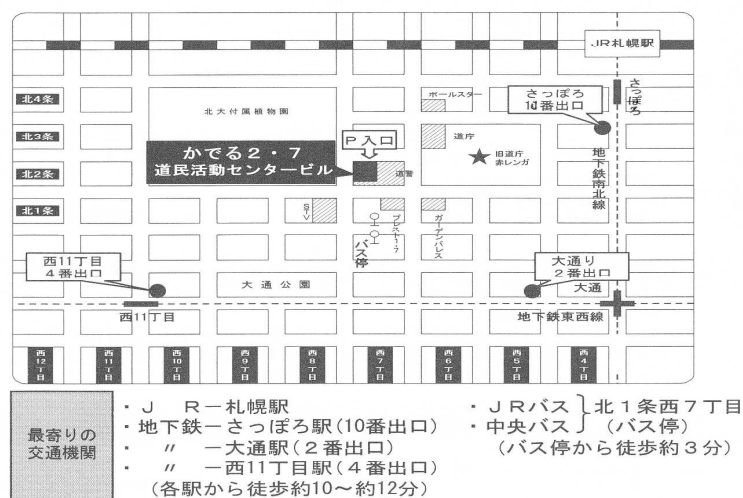 JR札幌駅
さっぽろ
北4条
北大付属植物園
ポールスター
さっぽろ
10番出口
北3条
P入口
道庁
旧道庁
赤レンガ
かでる2・7
道民活動センタービル
北2条
道警
地下鉄南北線
北1条
STV
バス停
プレスト1・7
ガーデンパレス
西11丁目
4番出口
大通公園
大通り
2番出口
大通
西11丁目
地下鉄東西線
西12丁目
西11丁目
西10丁目
西9丁目
西8丁目
西7丁目
西6丁目
西5丁目
西4丁目
最寄りの
交通機関
・J R－札幌駅
・地下鉄－さっぽろ駅(10番出口)
・ 〃 －大通駅(2番出口)
・ 〃 －西11丁目駅(4番出口)
(各駅から徒歩約10～約12分)
・JRバス}北1条西7丁目
・中央バス (バス停)
(バス停から徒歩約3分)